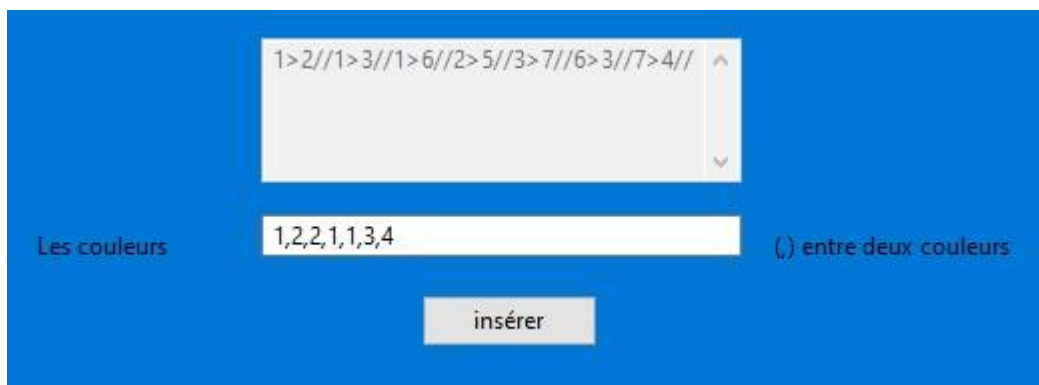 1>2//1>3//1>6//2>5//3>7//6>3//7>4//
Les couleurs
1,2,2,1,1,3,4
(,) entre deux couleurs
insérer